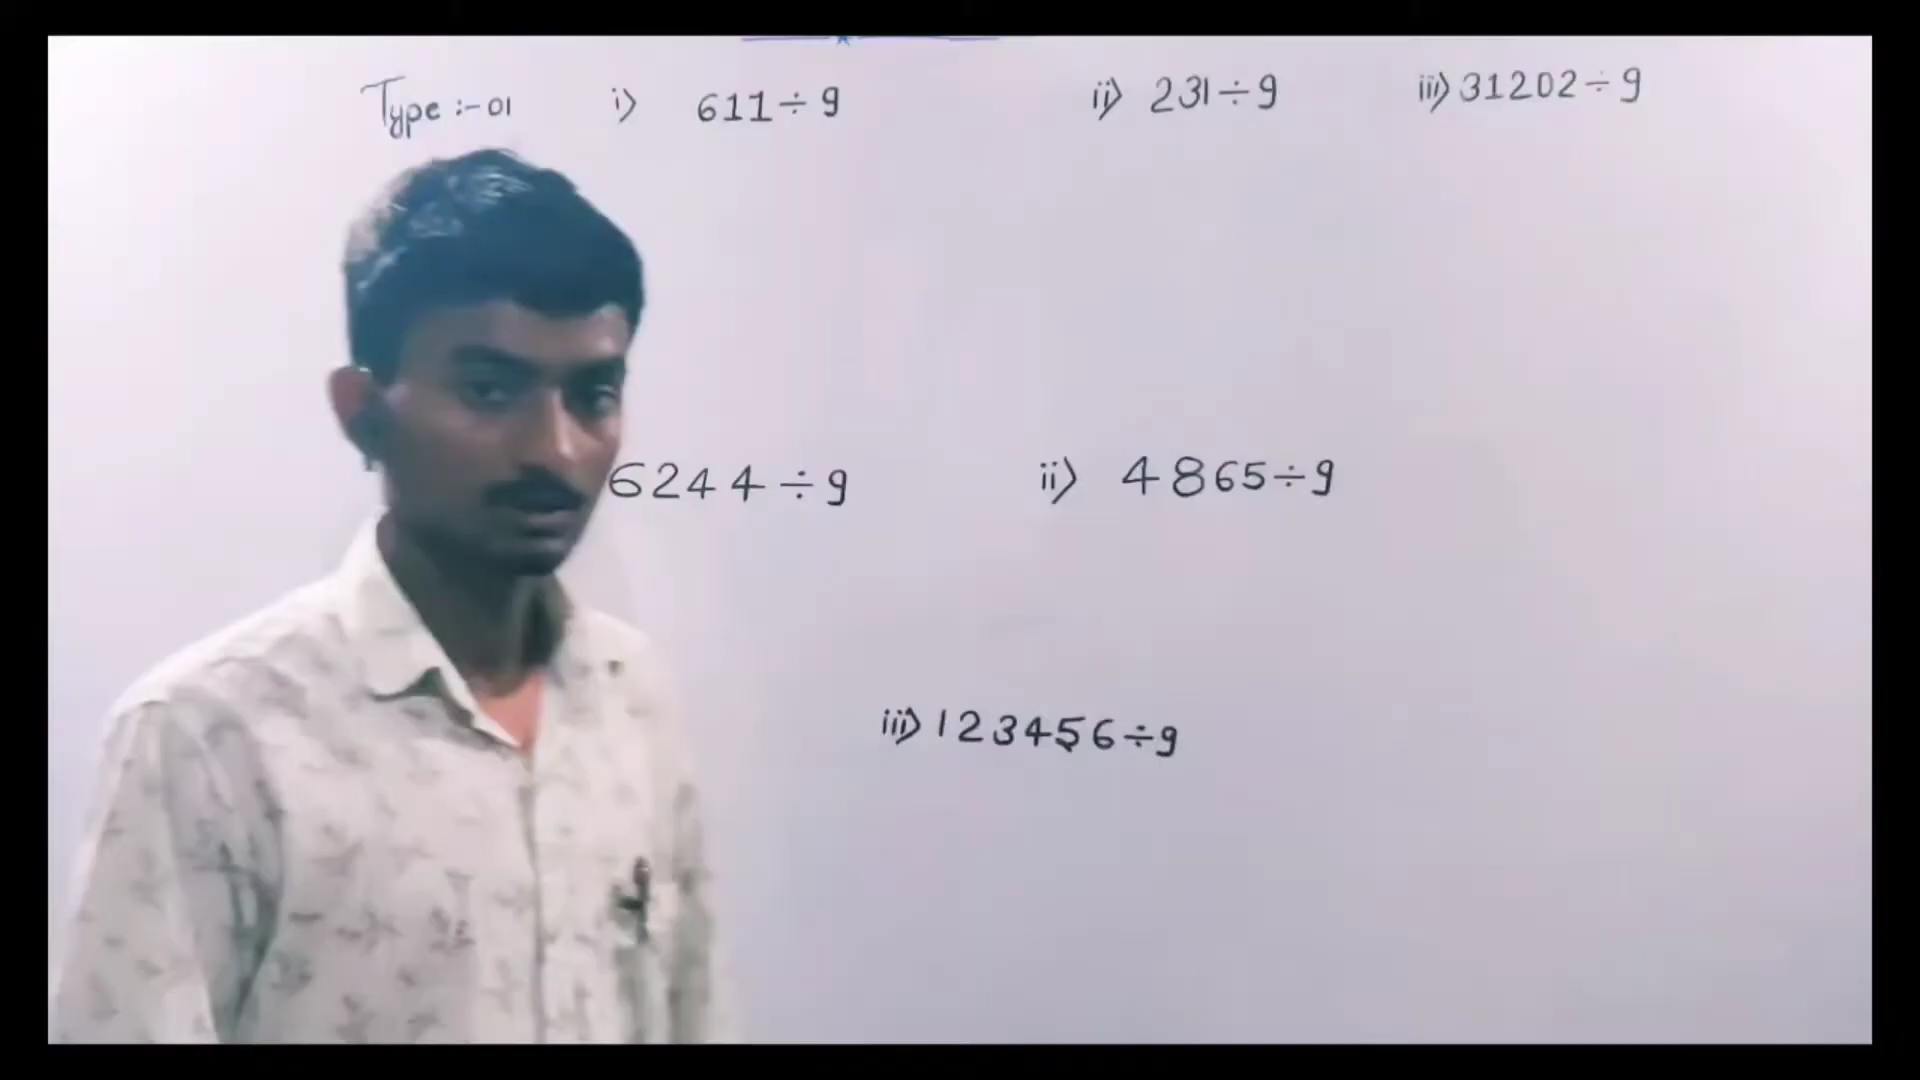 Type :- 01 i) 611 ÷ 9 ii) 231 ÷ 9 iii) 31202 ÷ 9
6244 ÷ 9 ii) 4865 ÷ 9
iii) 123456 ÷ 9